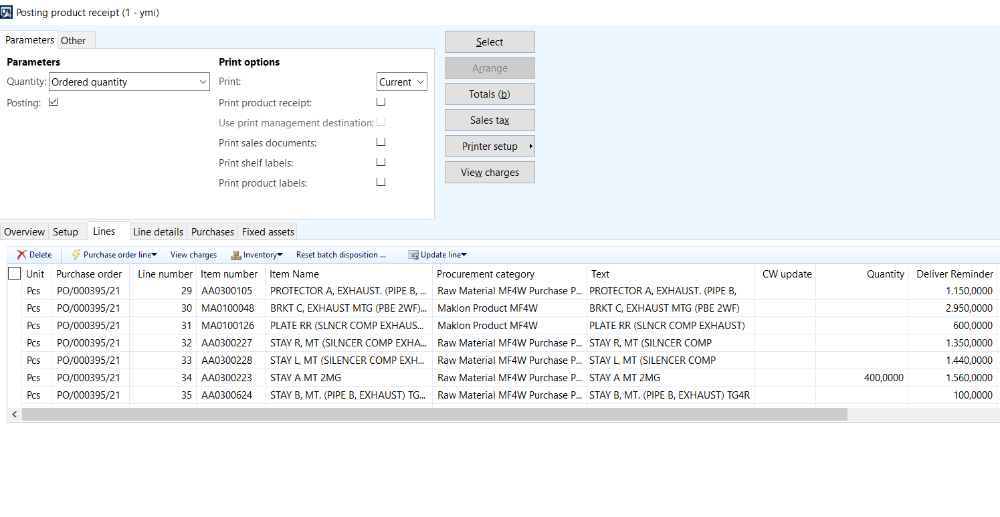 Posting product receipt (1 - ymi)
Parameters Other
Parameters Print options
Quantity: Ordered quantity Print: Current
Posting: Print product receipt:
Use print management destination:
Print sales documents:
Print shelf labels:
Print product labels:
Select
Arrange
Totals (b)
Sales tax
Printer setup
View charges
Overview Setup Lines Line details Purchases Fixed assets
Delete Purchase order line View charges Inventory Reset batch disposition ... Update line
Unit Purchase order Line number Item number Item Name Procurement category Text CW update Quantity Deliver Reminder
Pcs PO/000395/21 29 AA0300105 PROTECTOR A, EXHAUST. (PIPE B, ... Raw Material MF4W Purchase P... PROTECTOR A, EXHAUST. (PIPE B, 1.150,0000
Pcs PO/000395/21 30 MA0100048 BRKT C, EXHAUST MTG (PBE 2WF)... Maklon Product MF4W BRKT C, EXHAUST MTG (PBE 2WF) 2.950,0000
Pcs PO/000395/21 31 MA0100126 PLATE RR (SLNCR COMP EXHAUS... Maklon Product MF4W PLATE RR (SLNCR COMP EXHAUST) 600,0000
Pcs PO/000395/21 32 AA0300227 STAY R, MT (SILNCER COMP EXHA... Raw Material MF4W Purchase P... STAY R, MT (SILENCER COMP 1.350,0000
Pcs PO/000395/21 33 AA0300228 STAY L, MT (SILENCER COMP EXH... Raw Material MF4W Purchase P... STAY L, MT (SILENCER COMP 1.440,0000
Pcs PO/000395/21 34 AA0300223 STAY A MT 2MG Raw Material MF4W Purchase P... STAY A MT 2MG 400,0000 1.560,0000
Pcs PO/000395/21 35 AA0300624 STAY B, MT. (PIPE B, EXHAUST) TG... Raw Material MF4W Purchase P... STAY B, MT. (PIPE B, EXHAUST) TG4R 100,0000